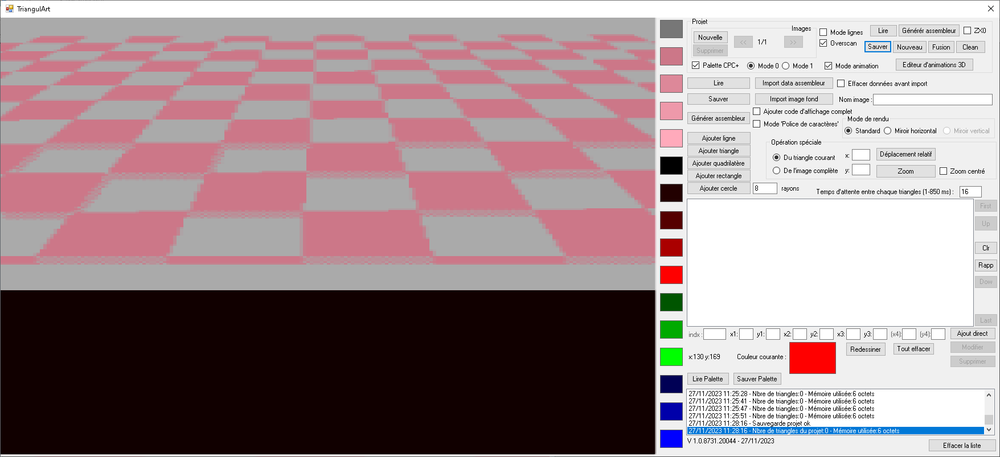 TriangulArt
Projet
Images
Nouvelle
<< 1/1 >>
Supprimer
Mode lignes
Overscan
Lire
Générér assembleur
ZX0
Sauver
Nouveau
Fusion
Clean
Palette CPC+
Mode 0
Mode 1
Mode animation
Editeur d'animations 3D
Lire
Import data assembleur
Effacer données avant import
Sauver
Import image fond
Nom image :
Générer assembleur
Ajouter code d'affichage complet
Mode 'Police de caractères'
Mode de rendu
Standard
Miroir horizontal
Miroir vertical
Ajouter ligne
Ajouter triangle
Ajouter quadrilatère
Ajouter rectangle
Ajouter cercle
8 rayons
Opération spéciale
Du triangle courant
De l'image complète
x:
Déplacement relatif
y:
Zoom
Zoom centré
Temps d'attente entre chaque triangles (1-850 ms) : 16
First
Up
Clr
Rapp
Dow
Last
indx : x1: y1: x2: y2: x3: y3: (x4): (y4):
Ajout direct
Modifier
Supprimer
x:130 y:169
Couleur courante :
Redessiner
Tout effacer
Lire Palette
Sauver Palette
27/11/2023 11:25:28 - Nbre de triangles:0 - Mémoire utilisée:6 octets
27/11/2023 11:25:41 - Nbre de triangles:0 - Mémoire utilisée:6 octets
27/11/2023 11:25:47 - Nbre de triangles:0 - Mémoire utilisée:6 octets
27/11/2023 11:25:51 - Nbre de triangles:0 - Mémoire utilisée:6 octets
27/11/2023 11:28:16 - Sauvegarde projet ok
27/11/2023 11:28:16 - Nbre de triangles du projet:0 - Mémoire utilisée:6 octets
V 1.0.8731.20044 - 27/11/2023
Effacer la liste